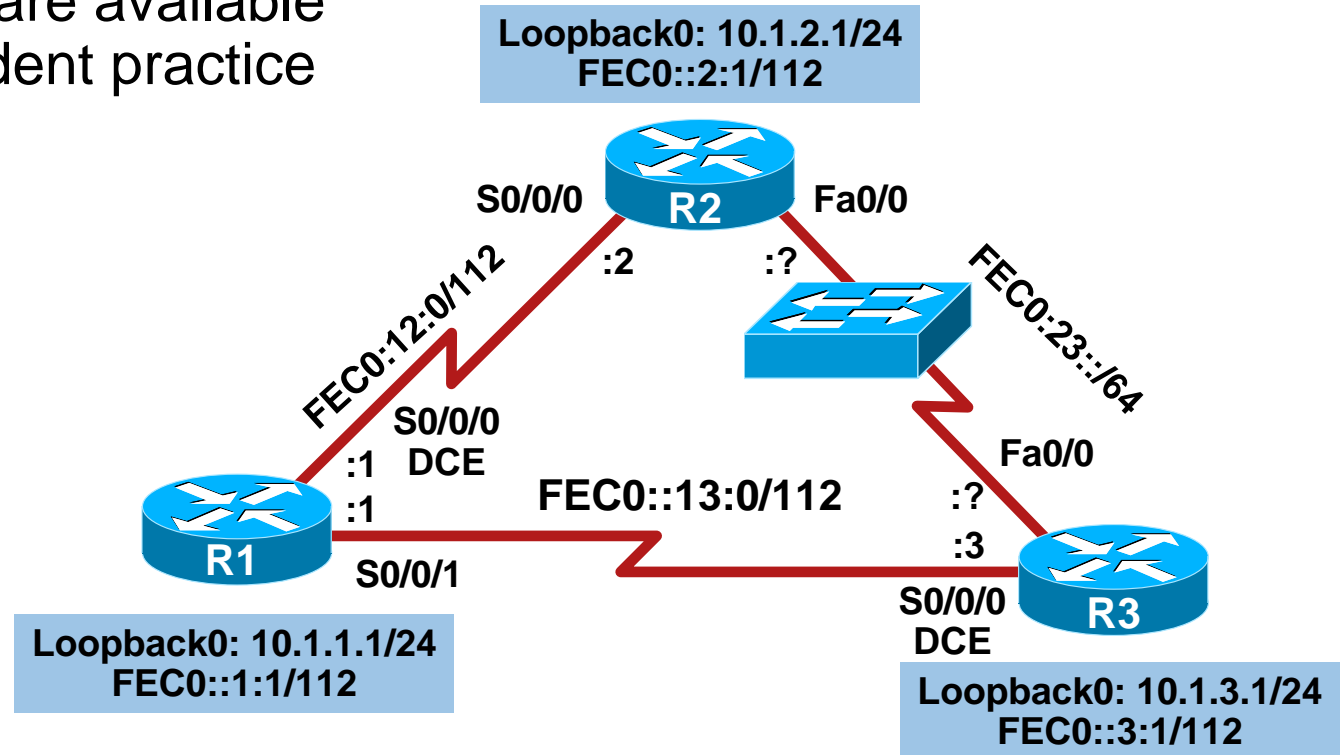 are available
dent practice
Loopback0: 10.1.2.1/24
FEC0::2:1/112
S0/0/0
R2
Fa0/0
:2
:?
FEC0:12:0/112
FEC0:23::/64
S0/0/0
DCE
:1
:1
FEC0::13:0/112
Fa0/0
:?
:3
R1
S0/0/1
S0/0/0
DCE
R3
Loopback0: 10.1.1.1/24
FEC0::1:1/112
Loopback0: 10.1.3.1/24
FEC0::3:1/112